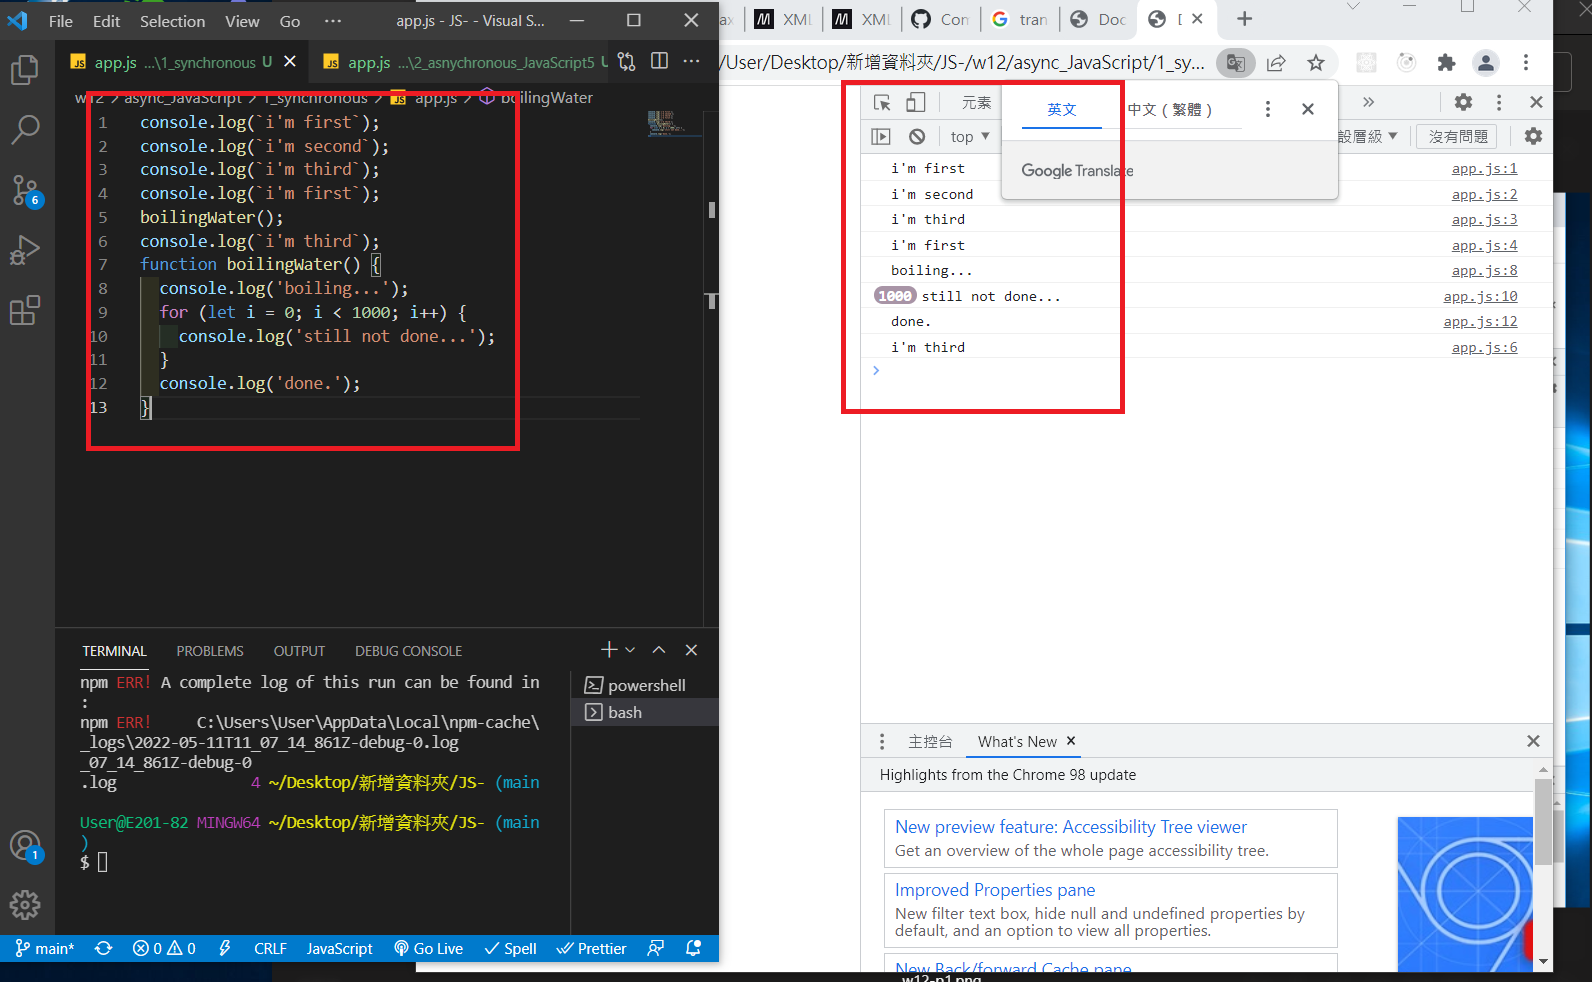 File Edit Selection View Go ··· app.js - JS- - Visual S...
app.js ...\1_synchronous U
app.js ...\2_asnychronous_JavaScript5 U
w12 > async_JavaScript > 1_synchronous > JS app.js > boilingWater
1 console.log(`i'm first`);
2 console.log(`i'm second`);
3 console.log(`i'm third`);
4 console.log(`i'm first`);
5 boilingWater();
6 console.log(`i'm third`);
7 function boilingWater() {
8 console.log('boiling...');
9 for (let i = 0; i < 1000; i++) {
10 console.log('still not done...');
11 }
12 console.log('done.');
13 }
6
1
TERMINAL PROBLEMS OUTPUT DEBUG CONSOLE
npm ERR! A complete log of this run can be found in
:
npm ERR! C:\Users\User\AppData\Local\npm-cache\
_logs\2022-05-11T11_07_14_861Z-debug-0.log
_07_14_861Z-debug-0
.log 4 ~/Desktop/新增資料夾/JS- (main
User@E201-82 MINGW64 ~/Desktop/新增資料夾/JS- (main
)
$
powershell
bash
main* 0 0 CRLF JavaScript Go Live Spell Prettier
XML
XML
Con
tran
Doc
/User/Desktop/新增資料夾/JS-/w12/async_JavaScript/1_sy...
元素
英文 中文 ( 繁體 )
Google Translate
top
設層級 沒有問題
i'm first app.js:1
i'm second app.js:2
i'm third app.js:3
i'm first app.js:4
boiling... app.js:8
1000 still not done... app.js:10
done. app.js:12
i'm third app.js:6
主控台 What's New
Highlights from the Chrome 98 update
New preview feature: Accessibility Tree viewer
Get an overview of the whole page accessibility tree.
Improved Properties pane
New filter text box, hide null and undefined properties by
default, and an option to view all properties.
New Back/forward Cache pane
w12-p1.png